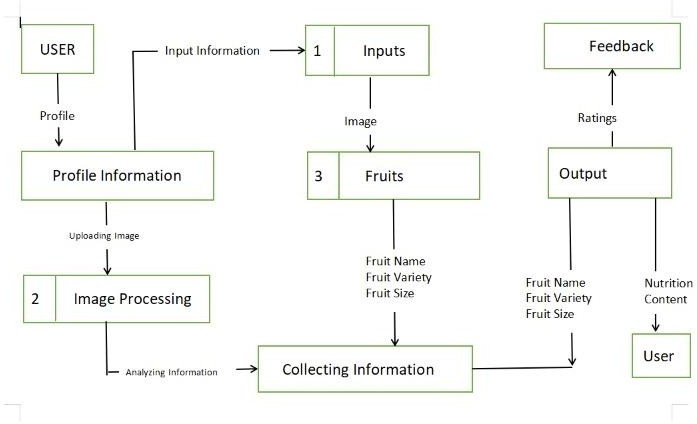 USER
Input Information
1
Inputs
Feedback
Profile
Image
Ratings
Profile Information
3
Fruits
Output
Uploading Image
Fruit Name
Fruit Variety
Fruit Size
Fruit Name
Fruit Variety
Fruit Size
Nutrition
Content
2
Image Processing
User
Analyzing Information
Collecting Information